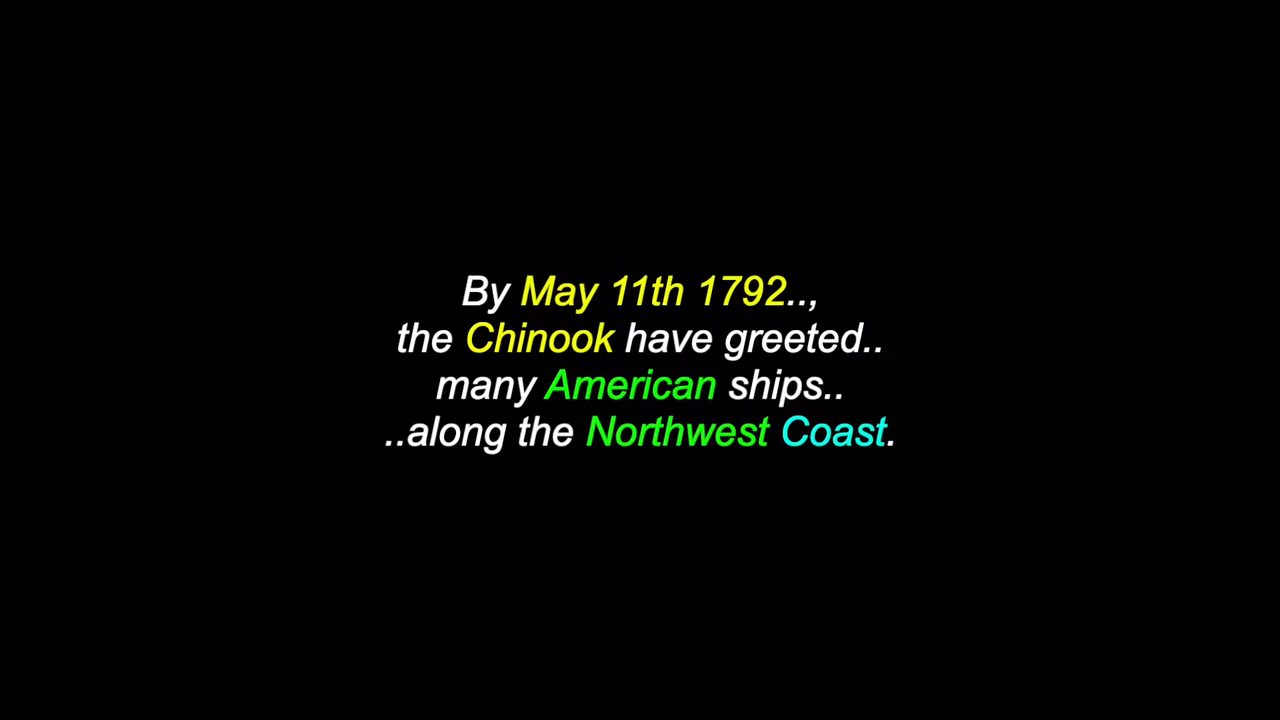 By May 11th 1792..,
the Chinook have greeted..
many American ships..
..along the Northwest Coast.